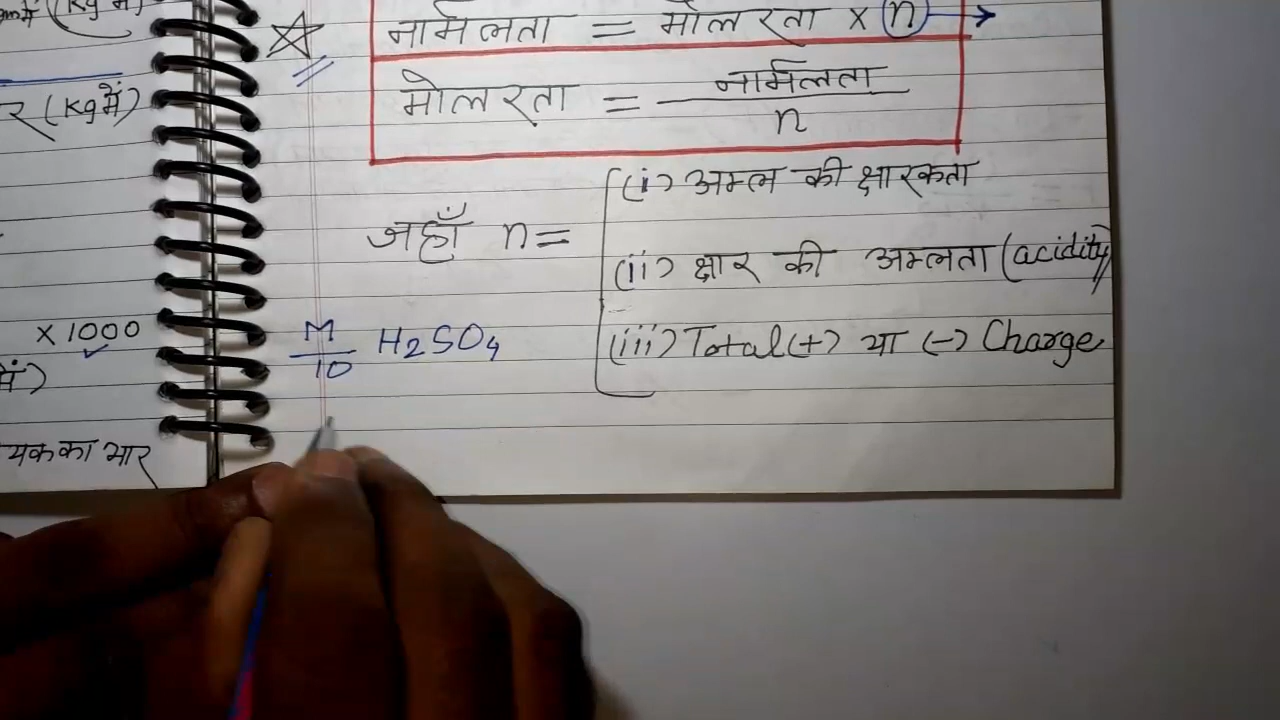 (Kg में)
र (Kg में)
x 1000
में)
यक का भार
नार्मलता = मोलरता x n
मोलरता = नार्मलता
n
जहाँ n =
(i) अम्ल की क्षारकता
(ii) क्षार की अम्लता (acidity)
(iii) Total (+) या (-) Charge
M
10
H2SO4